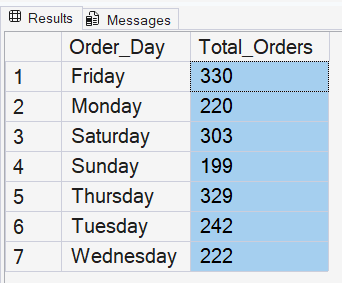 Results Messages
Order_Day Total_Orders
1 Friday 330
2 Monday 220
3 Saturday 303
4 Sunday 199
5 Thursday 329
6 Tuesday 242
7 Wednesday 222